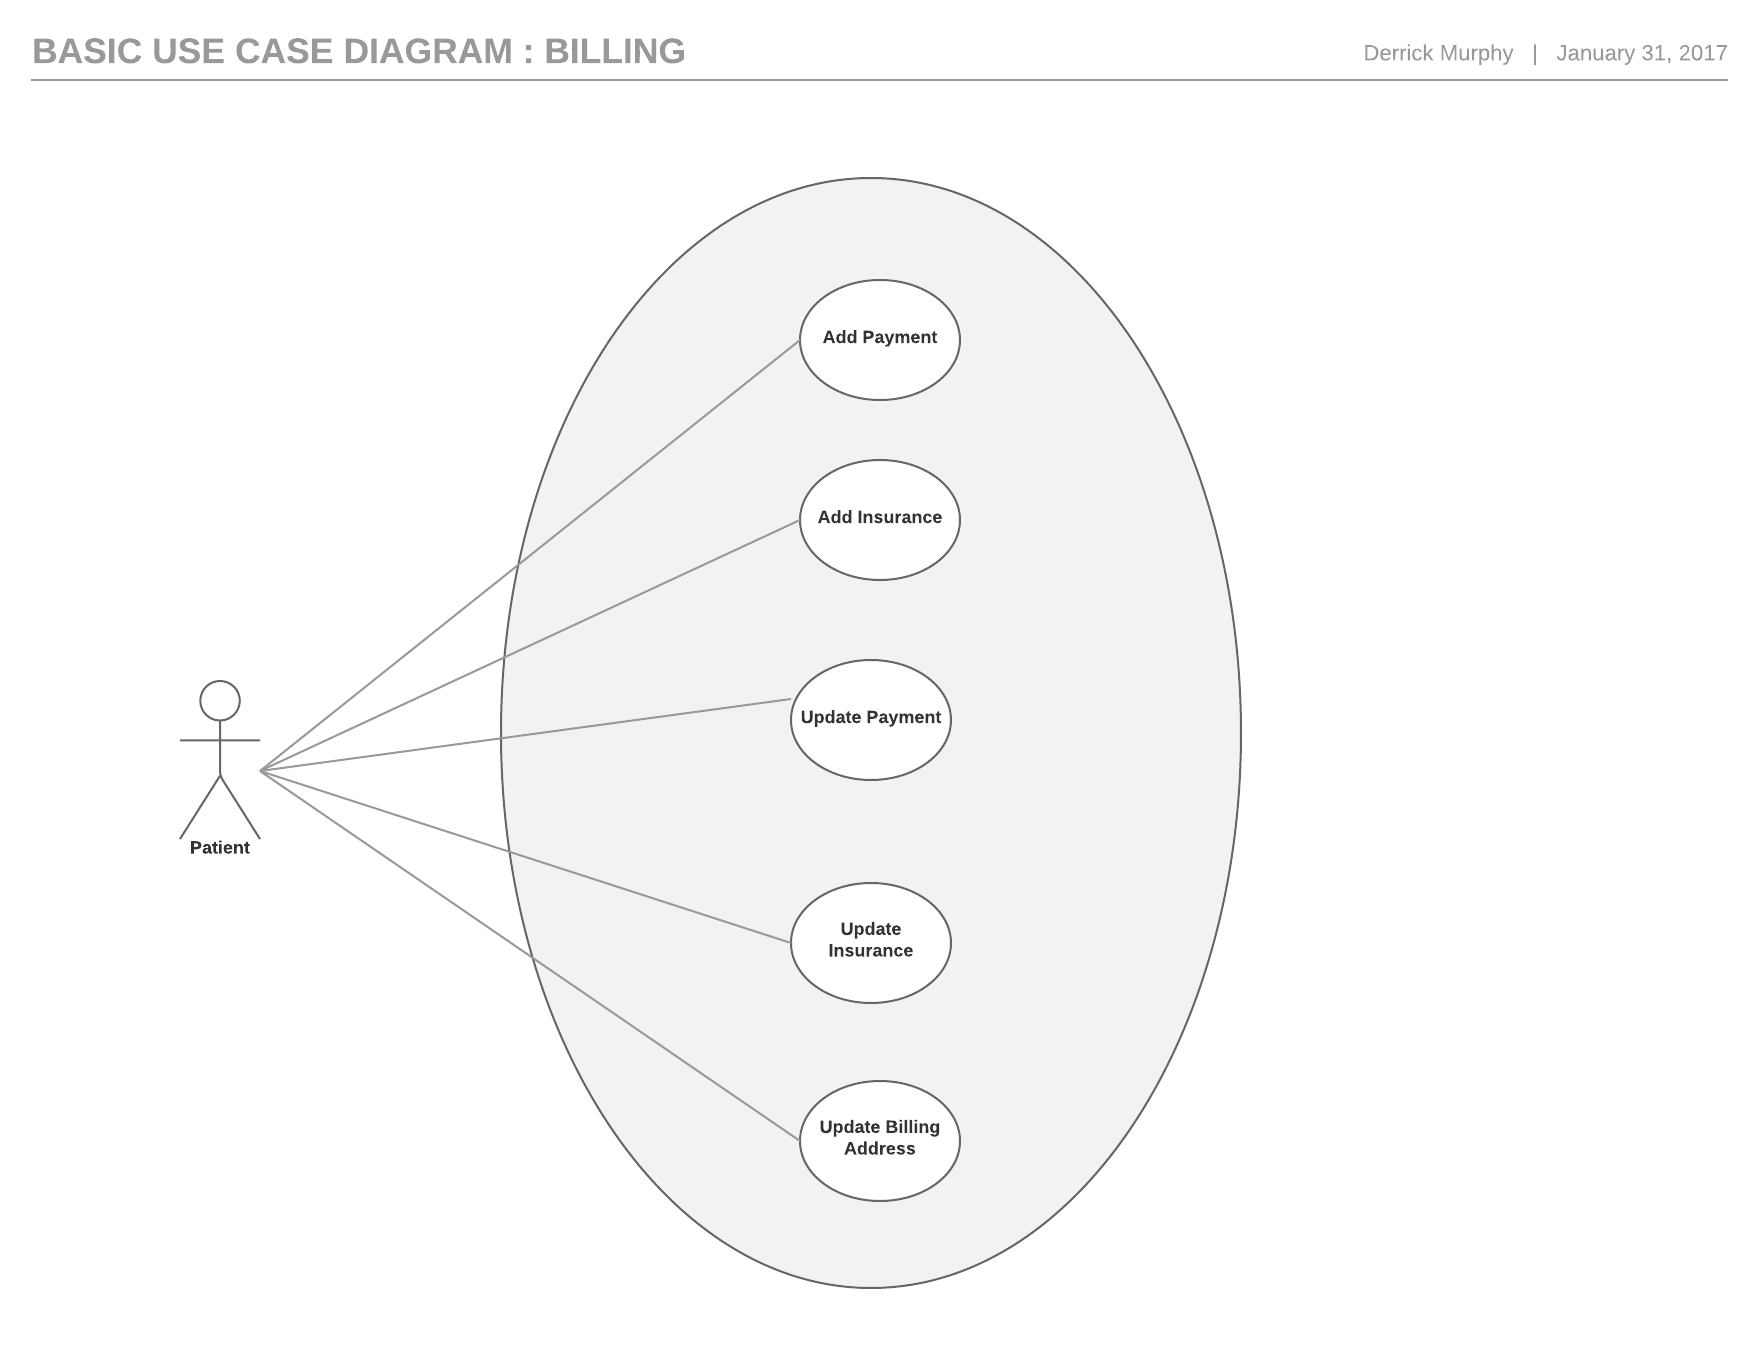 BASIC USE CASE DIAGRAM : BILLING
Derrick Murphy | January 31, 2017
Add Payment
Add Insurance
Update Payment
Patient
Update
Insurance
Update Billing
Address